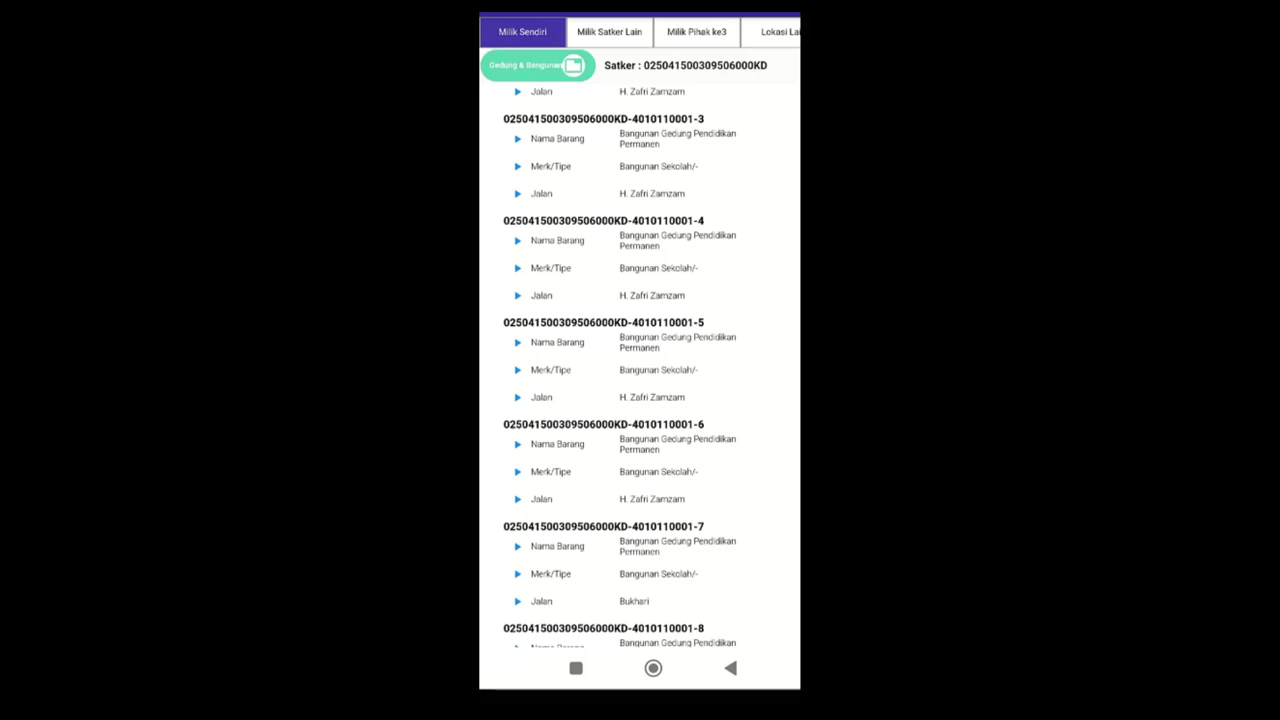 Milik Sendiri Milik Satker Lain Milik Pihak ke3 Lokasi Lai
Gedung & Bangunan Satker : 025041500309506000KD
Jalan H. Zafri Zamzam
025041500309506000KD-4010110001-3
Nama Barang Bangunan Gedung Pendidikan
Permanen
Merk/Tipe Bangunan Sekolah/-
Jalan H. Zafri Zamzam
025041500309506000KD-4010110001-4
Nama Barang Bangunan Gedung Pendidikan
Permanen
Merk/Tipe Bangunan Sekolah/-
Jalan H. Zafri Zamzam
025041500309506000KD-4010110001-5
Nama Barang Bangunan Gedung Pendidikan
Permanen
Merk/Tipe Bangunan Sekolah/-
Jalan H. Zafri Zamzam
025041500309506000KD-4010110001-6
Nama Barang Bangunan Gedung Pendidikan
Permanen
Merk/Tipe Bangunan Sekolah/-
Jalan H. Zafri Zamzam
025041500309506000KD-4010110001-7
Nama Barang Bangunan Gedung Pendidikan
Permanen
Merk/Tipe Bangunan Sekolah/-
Jalan Bukhari
025041500309506000KD-4010110001-8
Nama Barang Bangunan Gedung Pendidikan